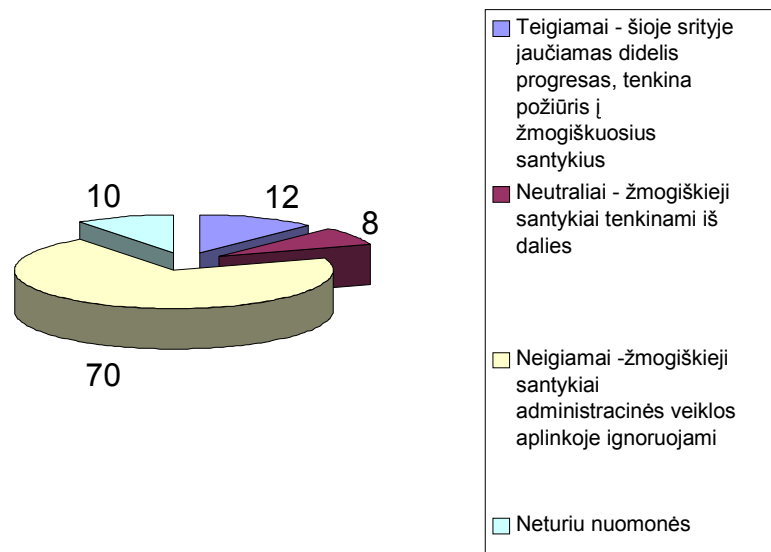 10
12
8
70
Teigiamai - šioje srityje
jaučiamas didelis
progresas, tenkina
požiūris į
žmogiškuosius
santykius
Neutraliai - žmogiškieji
santykiai tenkinami iš
dalies
Neigiamai -žmogiškieji
santykiai
administracinės veiklos
aplinkoje ignoruojami
Neturiu nuomonės